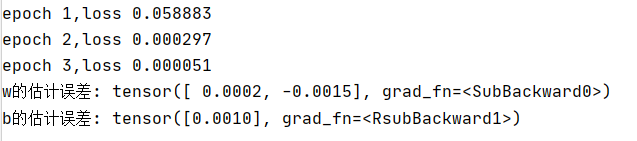 epoch 1,loss 0.058883
epoch 2,loss 0.000297
epoch 3,loss 0.000051
w的估计误差: tensor([ 0.0002, -0.0015], grad_fn=<SubBackward0>)
b的估计误差: tensor([0.0010], grad_fn=<RsubBackward1>)